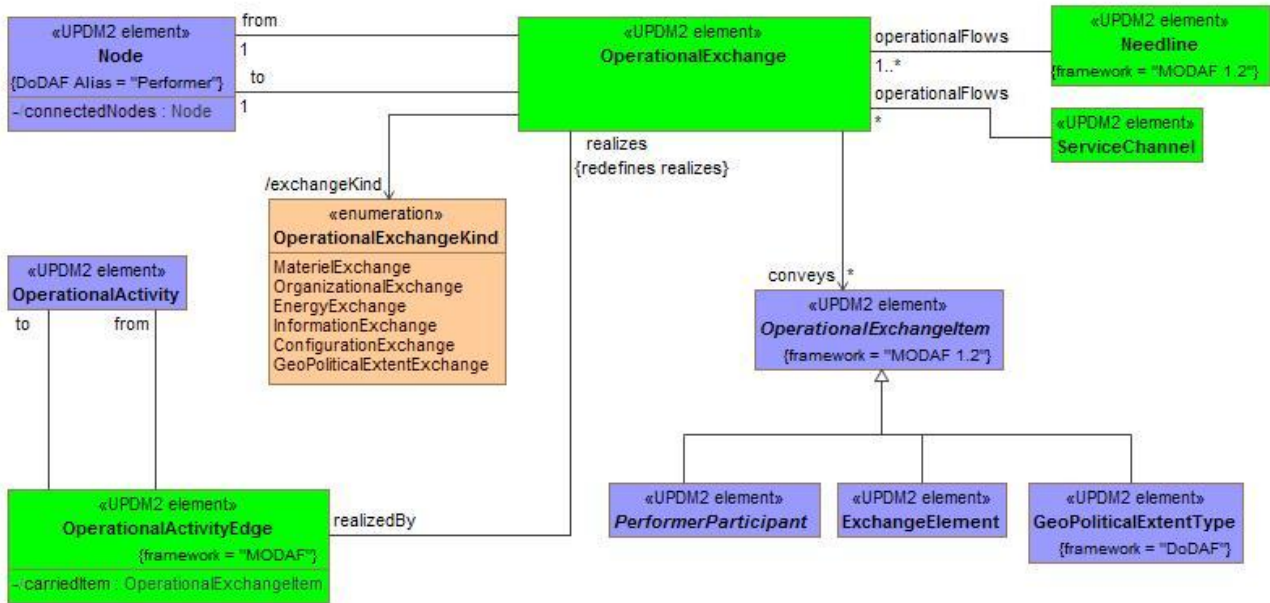 «UPDM2 element»
Node
{DoDAF Alias = "Performer"}
-/connectedNodes : Node
from
1
to
1
«UPDM2 element»
OperationalExchange
operationalFlows
1..*
operationalFlows
*
«UPDM2 element»
Needline
{framework = "MODAF 1.2"}
«UPDM2 element»
ServiceChannel
realizes
{redefines realizes}
/exchangeKind
«enumeration»
OperationalExchangeKind
MaterielExchange
OrganizationalExchange
EnergyExchange
InformationExchange
ConfigurationExchange
GeoPoliticalExtentExchange
«UPDM2 element»
OperationalActivity
to
from
conveys
*
«UPDM2 element»
OperationalExchangeItem
{framework = "MODAF 1.2"}
«UPDM2 element»
OperationalActivityEdge
{framework = "MODAF"}
-/carriedItem : OperationalExchangeItem
realizedBy
«UPDM2 element»
PerformerParticipant
«UPDM2 element»
ExchangeElement
«UPDM2 element»
GeoPoliticalExtentType
{framework = "DoDAF"}